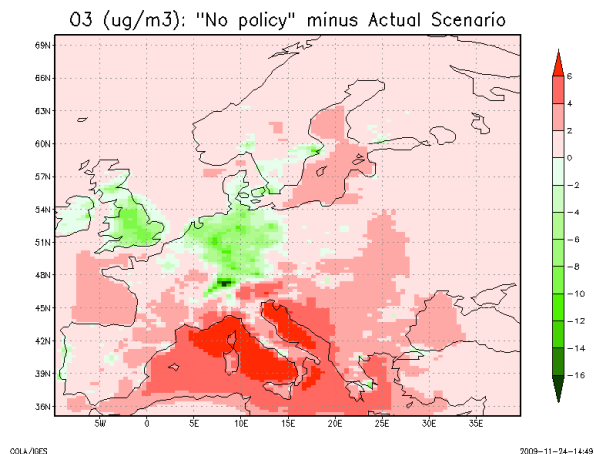 O3 (ug/m3): "No policy" minus Actual Scenario
69N
66N
63N
60N
57N
54N
51N
48N
45N
42N
39N
36N
5W 0 5E 10E 15E 20E 25E 30E 35E
6
4
2
0
-2
-4
-6
-8
-10
-12
-14
-16
COLA/IGES 2009-11-24-14:49